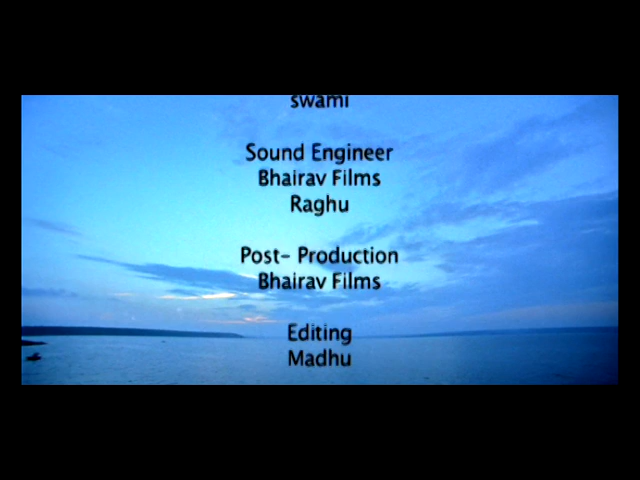 swami
Sound Engineer
Bhairav Films
Raghu
Post- Production
Bhairav Films
Editing
Madhu